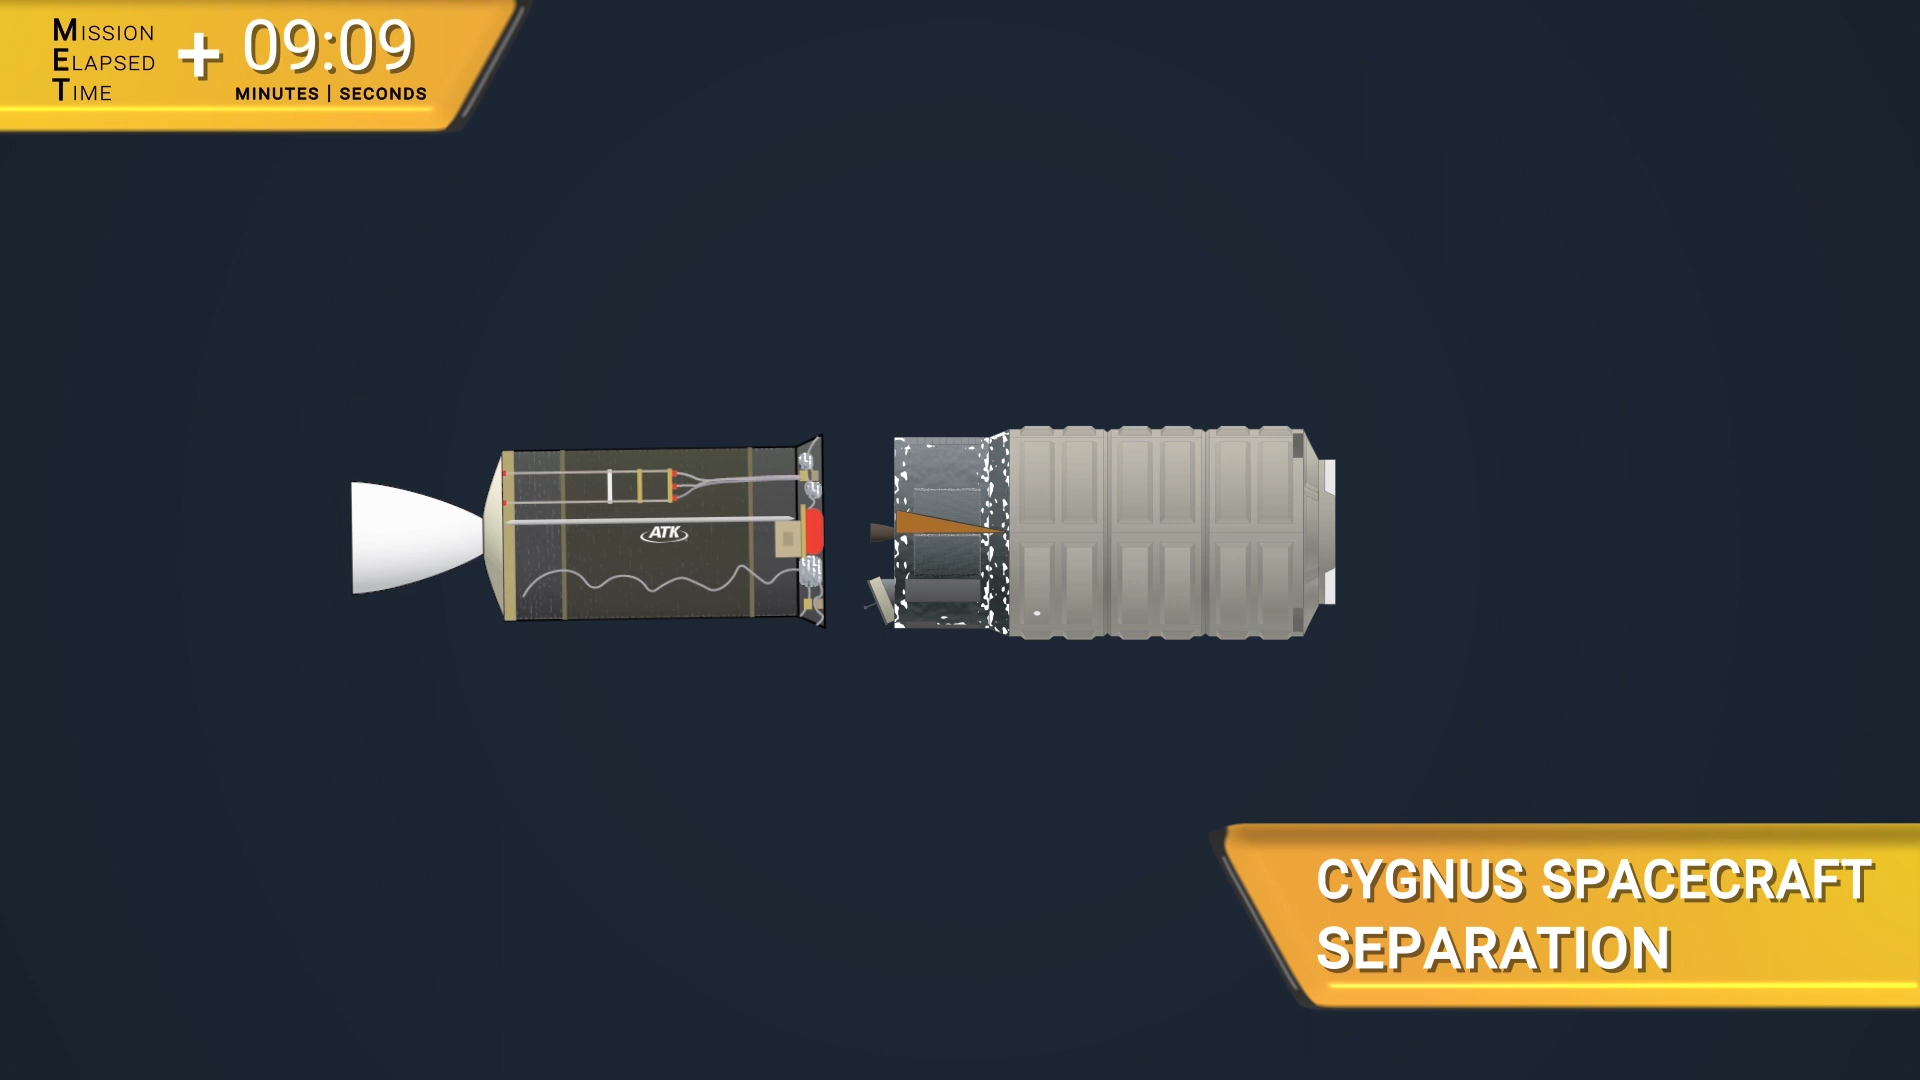 MISSION
ELAPSED
TIME
+ 09:09
MINUTES | SECONDS
ATK
CYGNUS SPACECRAFT
SEPARATION